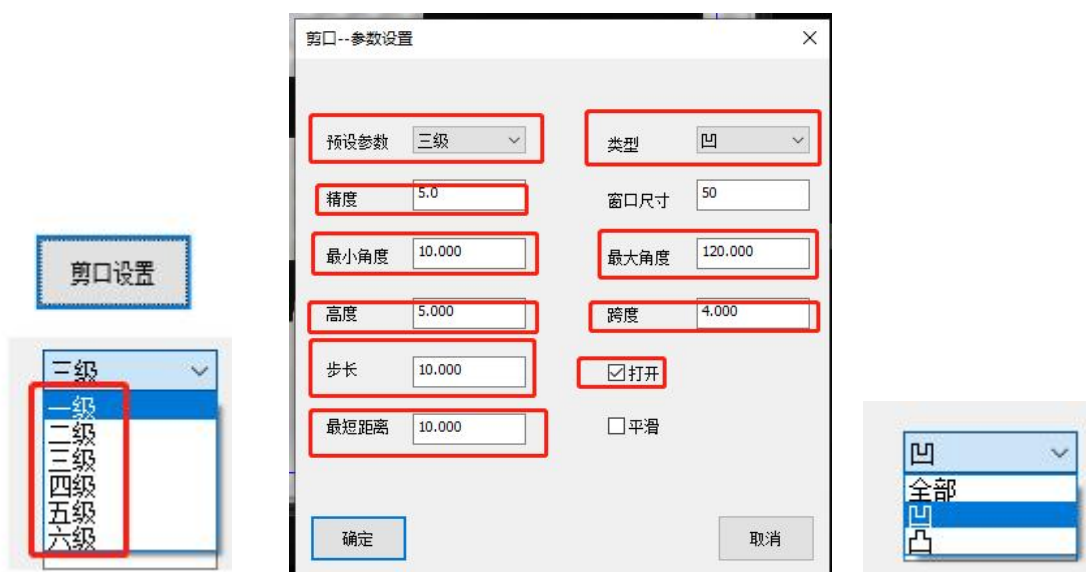 剪口设置
三级
一级
二级
三级
四级
五级
六级
剪口--参数设置
预设参数 三级 类型 凹
精度 5.0 窗口尺寸 50
最小角度 10.000 最大角度 120.000
高度 5.000 跨度 4.000
步长 10.000 打开
最短距离 10.000 平滑
确定 取消
凹
全部
凹
凸